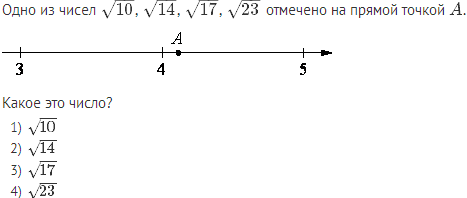 Одно из чисел √10, √14, √17, √23 отмечено на прямой точкой A.
A
3 4 5
Какое это число?
1) √10
2) √14
3) √17
4) √23